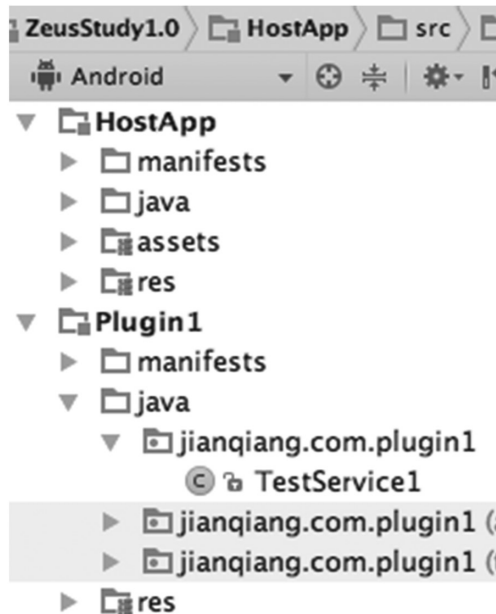 ZeusStudy1.0 HostApp src
Android
HostApp
manifests
java
assets
res
Plugin1
manifests
java
jianqiang.com.plugin1
C TestService1
jianqiang.com.plugin1 (
jianqiang.com.plugin1 (
res